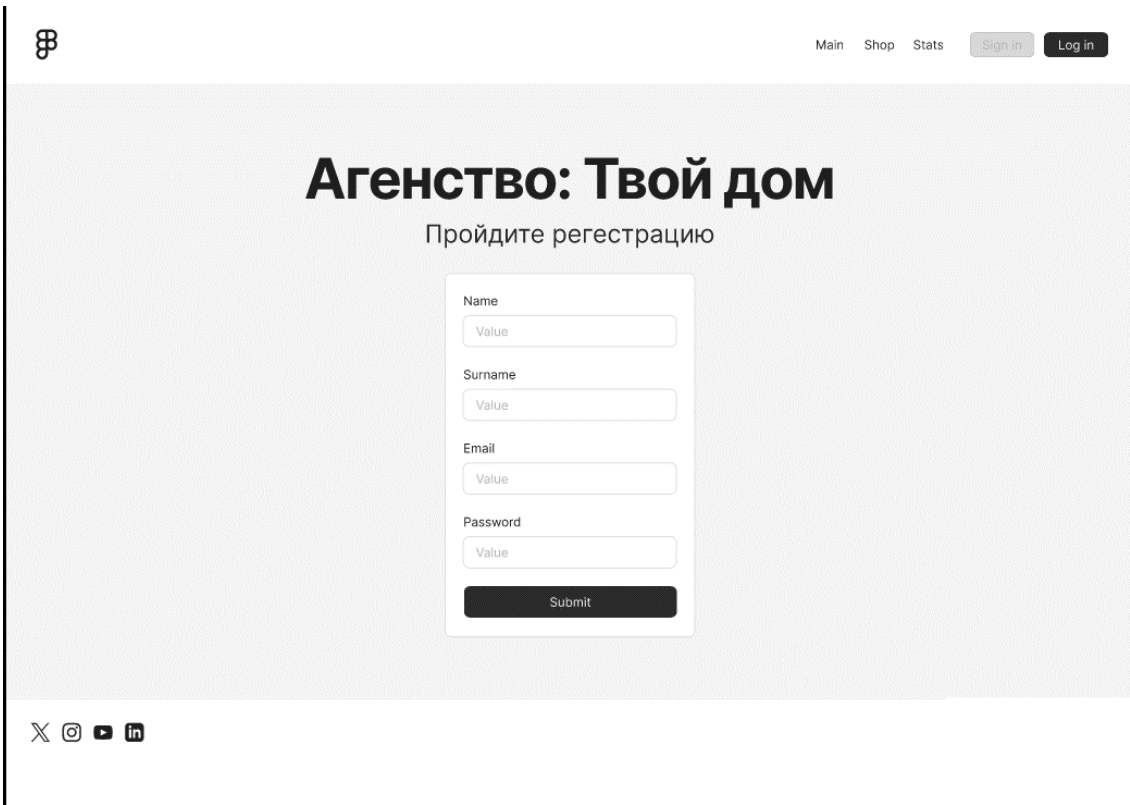 Main Shop Stats Sign in Log in
Агенство: Твой дом
Пройдите регестрацию
Name
Value
Surname
Value
Email
Value
Password
Value
Submit